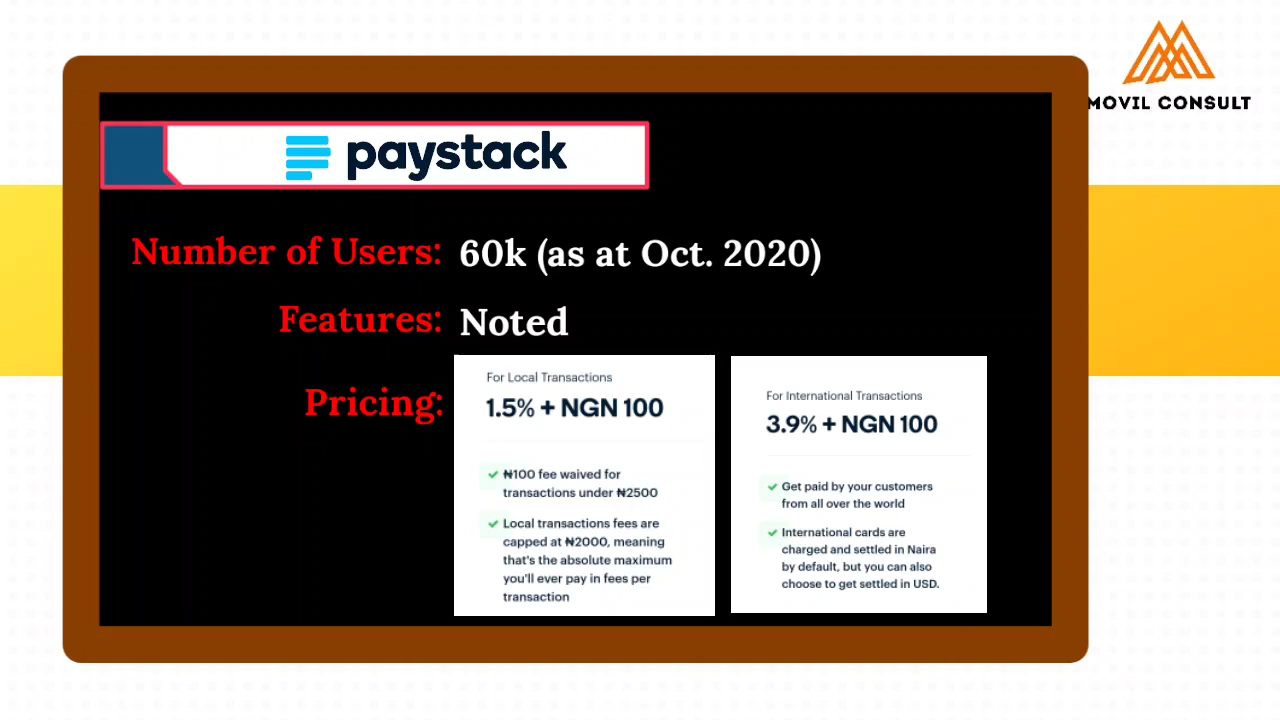 MOVIL CONSULT
paystack
Number of Users: 60k (as at Oct. 2020)
Features: Noted
Pricing:
For Local Transactions
1.5% + NGN 100
₦100 fee waived for
transactions under ₦2500
Local transactions fees are
capped at ₦2000, meaning
that's the absolute maximum
you'll ever pay in fees per
transaction
For International Transactions
3.9% + NGN 100
Get paid by your customers
from all over the world
International cards are
charged and settled in Naira
by default, but you can also
choose to get settled in USD.